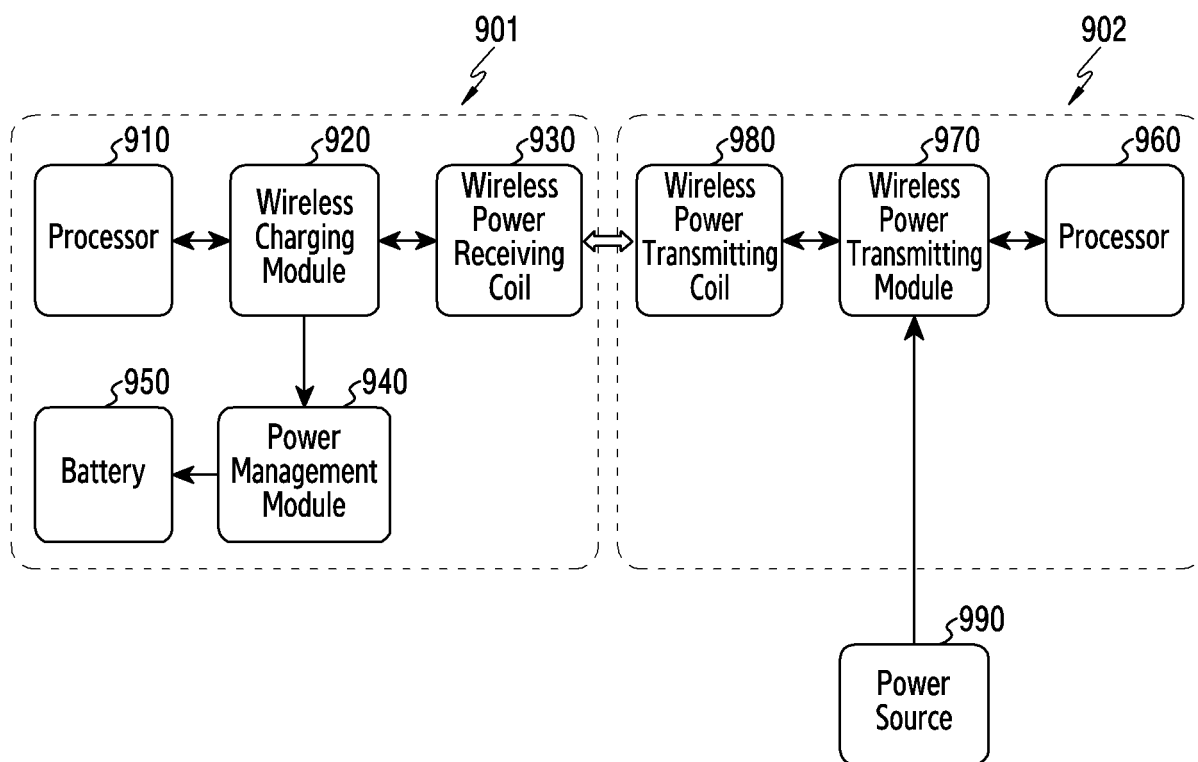 901
902
910
920
930
980
970
960
Processor
Wireless
Charging
Module
Wireless
Power
Receiving
Coil
Wireless
Power
Transmitting
Coil
Wireless
Power
Transmitting
Module
Processor
950
940
Battery
Power
Management
Module
990
Power
Source